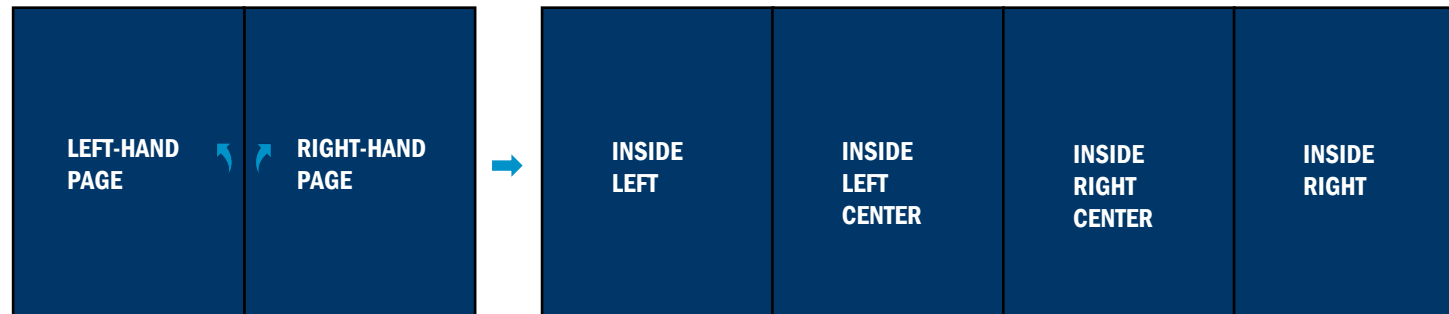 LEFT-HAND
PAGE
RIGHT-HAND
PAGE
INSIDE
LEFT
INSIDE
LEFT
CENTER
INSIDE
RIGHT
CENTER
INSIDE
RIGHT